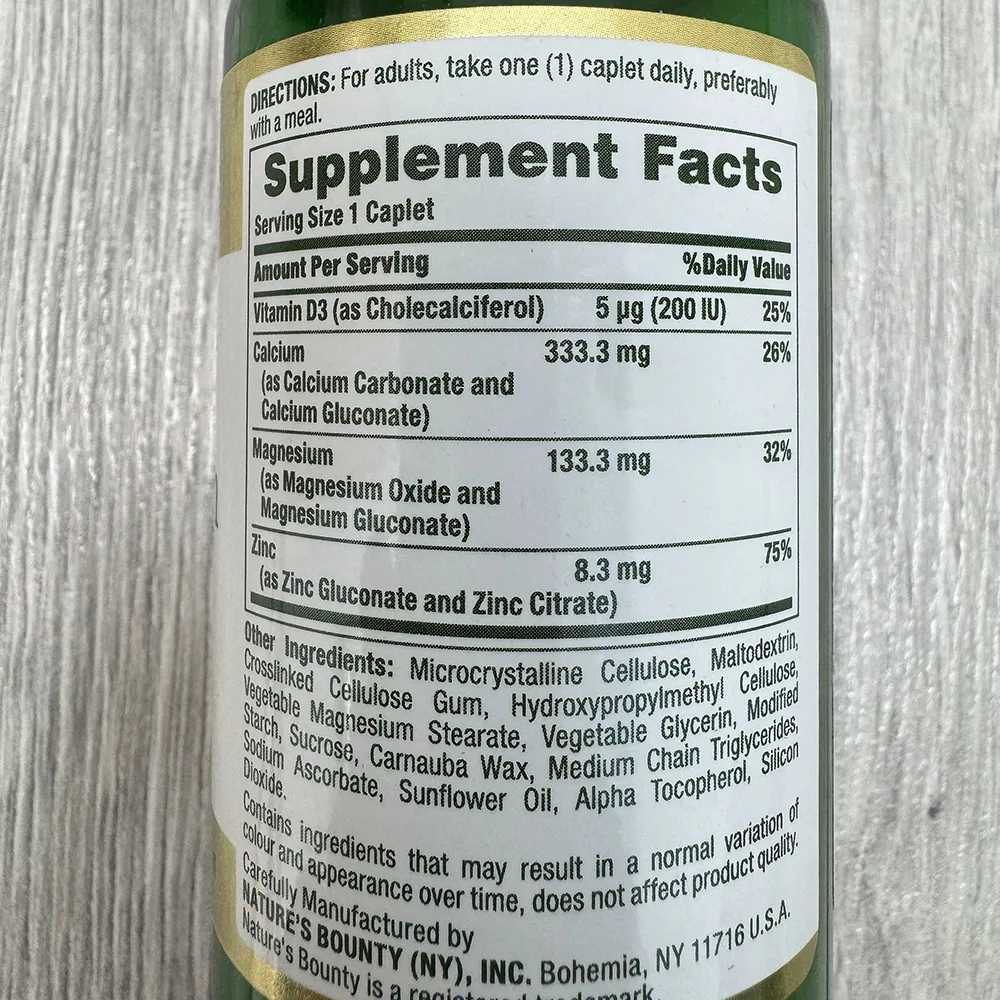 DIRECTIONS: For adults, take one (1) caplet daily, preferably
with a meal.
Supplement Facts
Serving Size 1 Caplet
Amount Per Serving %Daily Value
Vitamin D3 (as Cholecalciferol) 5 µg (200 IU) 25%
Calcium 333.3 mg 26%
(as Calcium Carbonate and
Calcium Gluconate)
Magnesium 133.3 mg 32%
(as Magnesium Oxide and
Magnesium Gluconate)
Zinc 8.3 mg 75%
(as Zinc Gluconate and Zinc Citrate)
Other Ingredients: Microcrystalline Cellulose, Maltodextrin,
Crosslinked Cellulose Gum, Hydroxypropylmethyl Cellulose,
Vegetable Magnesium Stearate, Vegetable Glycerin, Modified
Starch, Sucrose, Carnauba Wax, Medium Chain Triglycerides,
Sodium Ascorbate, Sunflower Oil, Alpha Tocopherol, Silicon
Dioxide.
Contains ingredients that may result in a normal variation of
colour and appearance over time, does not affect product quality.
Carefully Manufactured by
NATURE'S BOUNTY (NY), INC. Bohemia, NY 11716 U.S.A.
Nature's Bounty is a registered trademark.